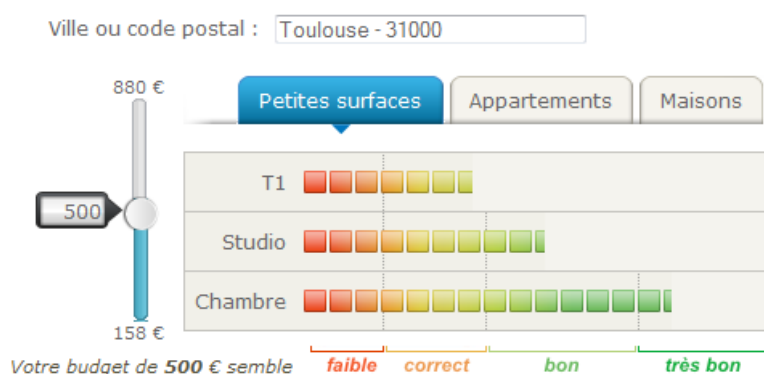 Ville ou code postal : Toulouse - 31000
880 €
Petites surfaces Appartements Maisons
T1
500
Studio
Chambre
158 €
Votre budget de 500 € semble faible correct bon très bon